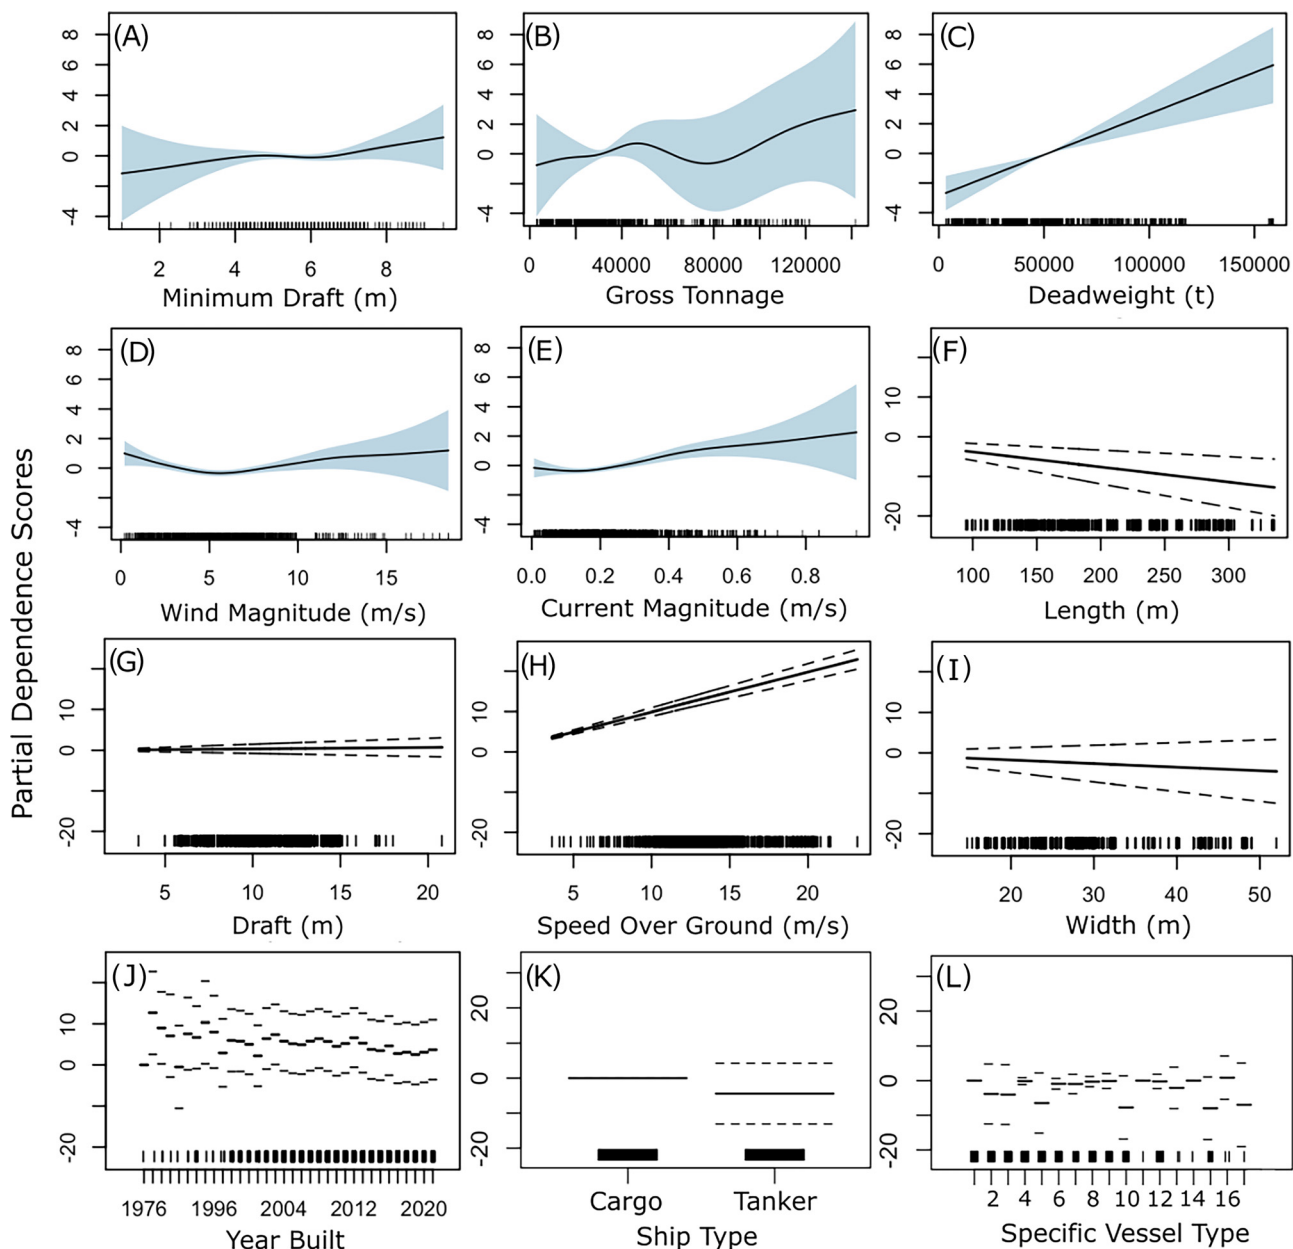 Partial Dependence Scores
(A)
8
6
4
2
0
-4
2 4 6 8
Minimum Draft (m)
(B)
8
6
4
2
0
-4
0 40000 80000 120000
Gross Tonnage
(C)
8
6
4
2
0
-4
0 50000 100000 150000
Deadweight (t)
(D)
8
6
4
2
0
-4
0 5 10 15
Wind Magnitude (m/s)
(E)
8
6
4
2
0
-4
0.0 0.2 0.4 0.6 0.8
Current Magnitude (m/s)
(F)
10
0
-20
100 150 200 250 300
Length (m)
(G)
10
0
-20
5 10 15 20
Draft (m)
(H)
10
0
-20
5 10 15 20
Speed Over Ground (m/s)
(I)
10
0
-20
20 30 40 50
Width (m)
(J)
10
0
-20
1976 1996 2004 2012 2020
Year Built
(K)
20
0
-20
Cargo Tanker
Ship Type
(L)
20
0
-20
2 4 6 8 10 12 14 16
Specific Vessel Type